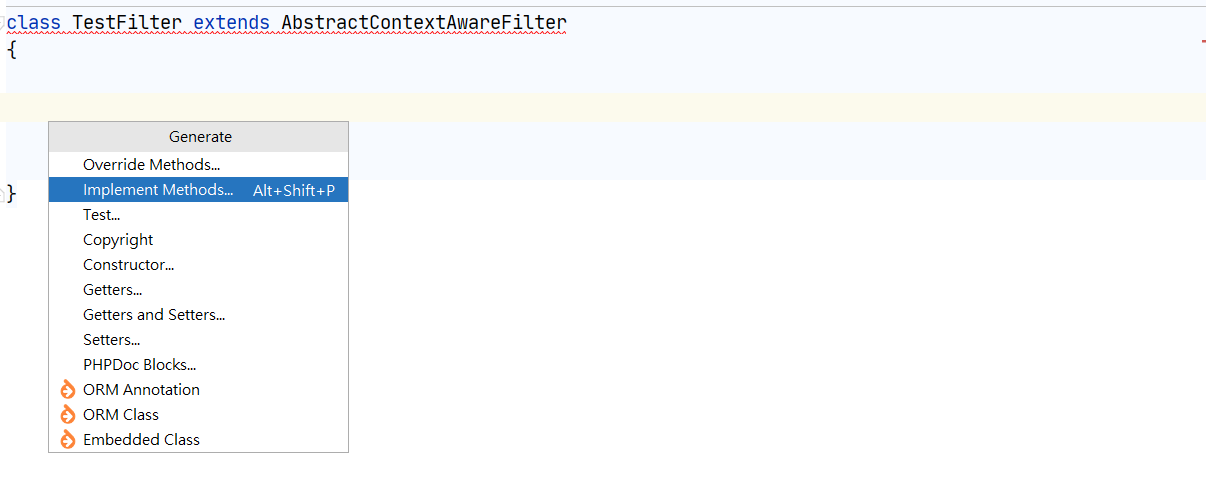 class TestFilter extends AbstractContextAwareFilter
{
Generate
Override Methods...
Implement Methods... Alt+Shift+P
Test...
Copyright
Constructor...
Getters...
Getters and Setters...
Setters...
PHPDoc Blocks...
ORM Annotation
ORM Class
Embedded Class
}